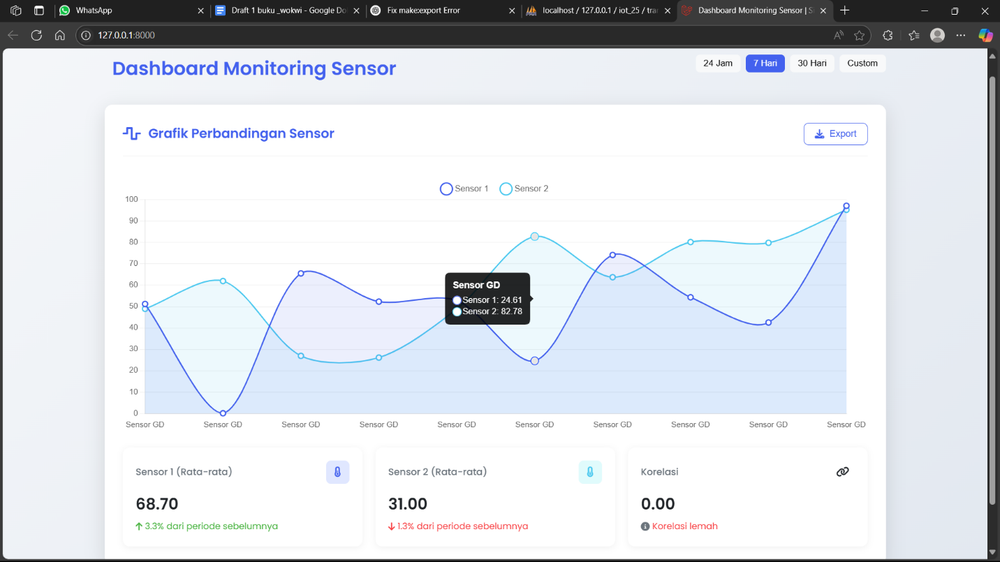 WhatsApp
Draft 1 buku _wokwi - Google Do
Fix make:export Error
localhost / 127.0.0.1 / iot_25 / tra
Dashboard Monitoring Sensor | S
127.0.0.1:8000
Dashboard Monitoring Sensor
24 Jam 7 Hari 30 Hari Custom
Grafik Perbandingan Sensor
Export
Sensor 1 Sensor 2
100
90
80
70
60
50
40
30
20
10
0
Sensor GD
Sensor 1: 24.61
Sensor 2: 82.78
Sensor GD Sensor GD Sensor GD Sensor GD Sensor GD Sensor GD Sensor GD Sensor GD Sensor GD Sensor GD
Sensor 1 (Rata-rata)
68.70
3.3% dari periode sebelumnya
Sensor 2 (Rata-rata)
31.00
1.3% dari periode sebelumnya
Korelasi
0.00
Korelasi lemah